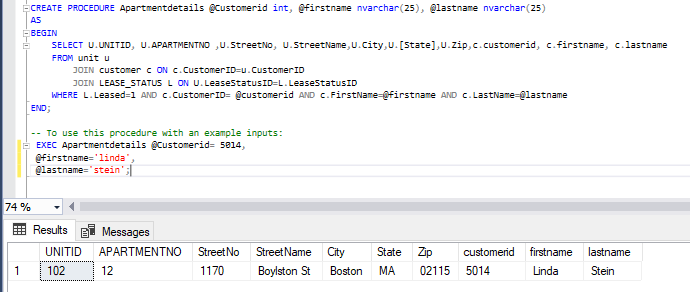 CREATE PROCEDURE Apartmentdetails @Customerid int, @firstname nvarchar(25), @lastname nvarchar(25)
AS
BEGIN
SELECT U.UNITID, U.APARTMENTNO ,U.StreetNo, U.StreetName,U.City,U.[State],U.Zip,c.customerid, c.firstname, c.lastname
FROM unit u
JOIN customer c ON c.CustomerID=u.CustomerID
JOIN LEASE_STATUS L ON U.LeaseStatusID=L.LeaseStatusID
WHERE L.Leased=1 AND c.CustomerID= @customerid AND c.FirstName=@firstname AND c.LastName=@lastname
END;
-- To use this procedure with an example inputs:
EXEC Apartmentdetails @Customerid= 5014,
@firstname='linda',
@lastname='stein';
74 %
Results Messages
UNITID APARTMENTNO StreetNo StreetName City State Zip customerid firstname lastname
1 102 12 1170 Boylston St Boston MA 02115 5014 Linda Stein